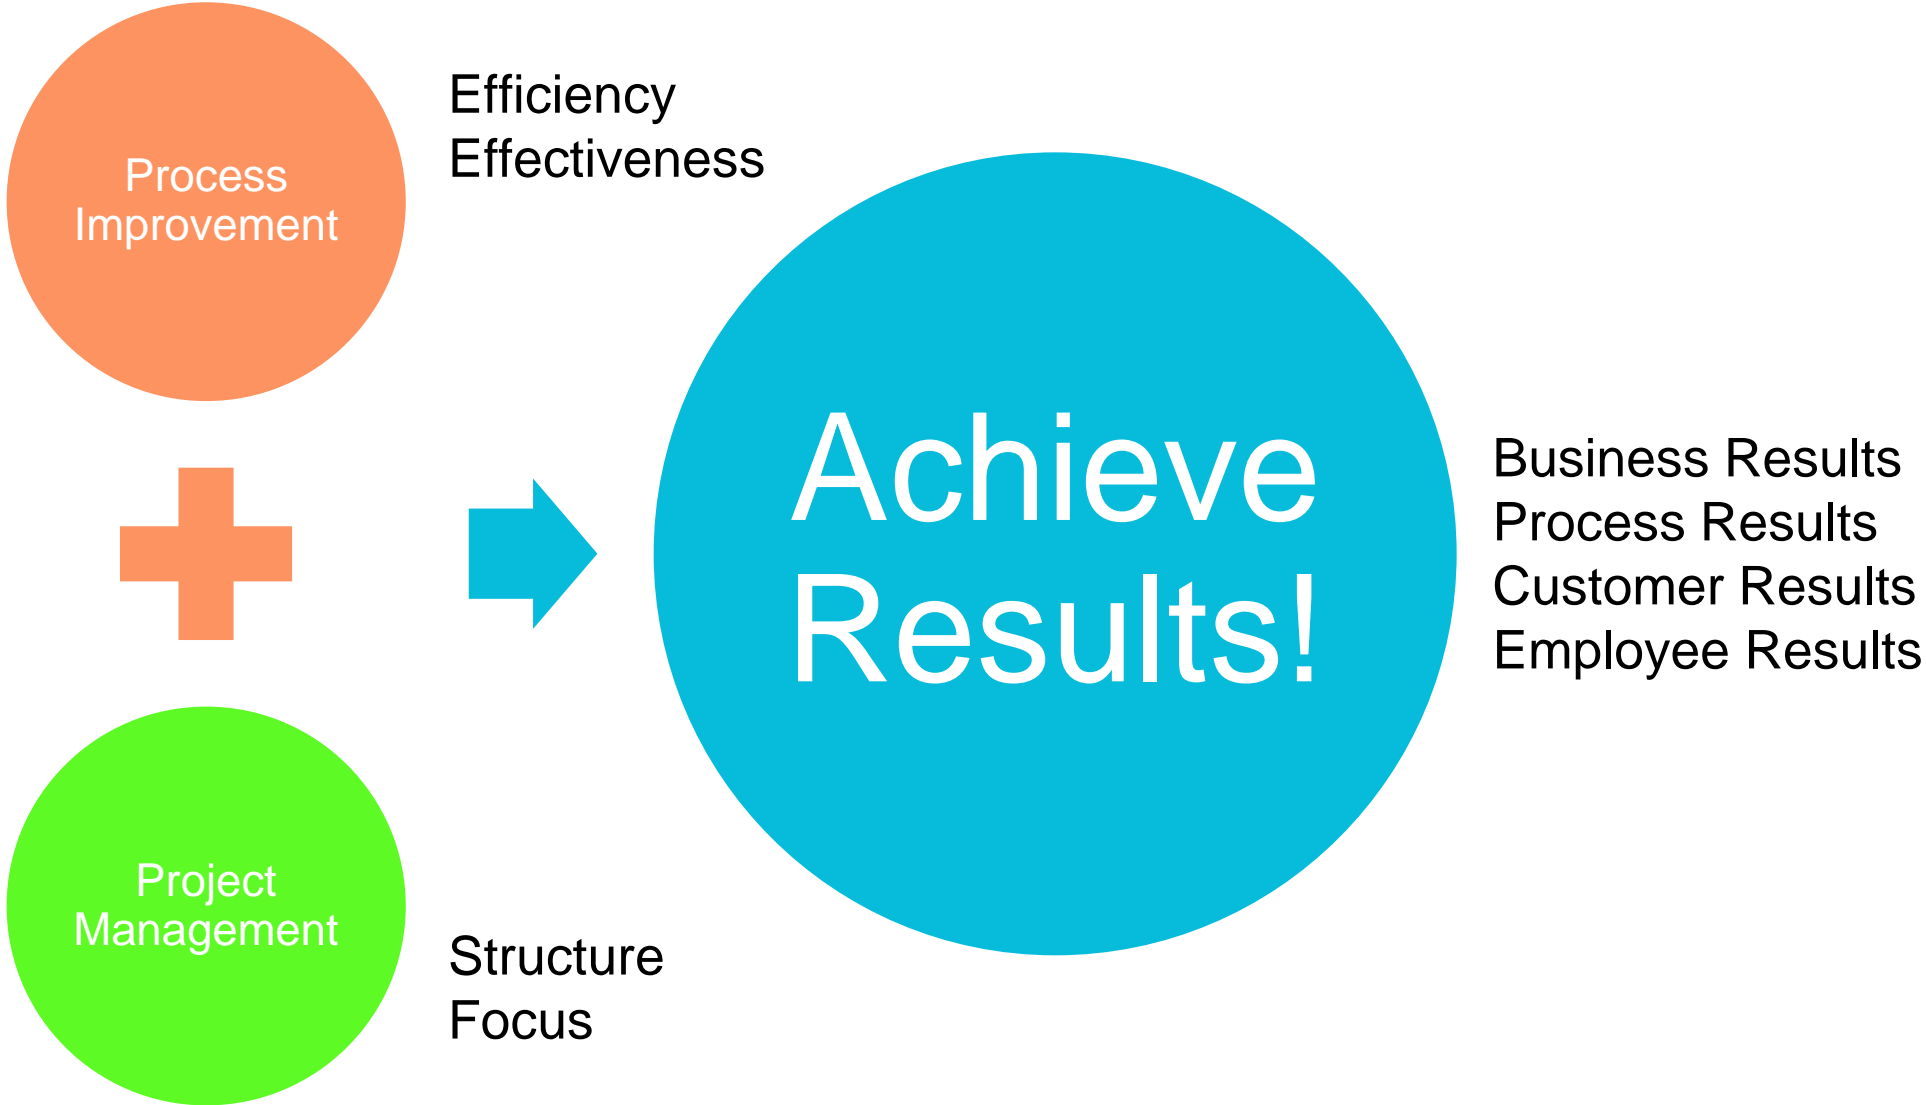 Process
Improvement
Efficiency
Effectiveness
Project
Management
Structure
Focus
Achieve
Results!
Business Results
Process Results
Customer Results
Employee Results